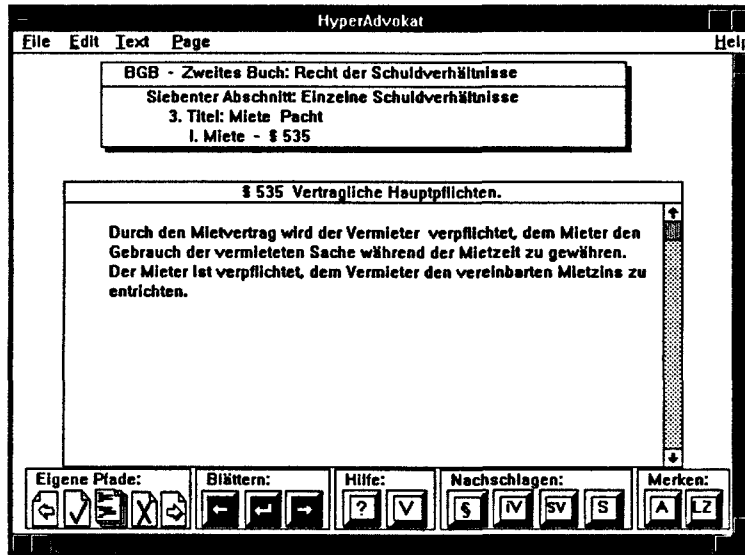 HyperAdvokat
File Edit Text Page Help
BGB - Zweites Buch: Recht der Schuldverhältnisse
Siebenter Abschnitt: Einzelne Schuldverhältnisse
3. Titel: Miete Pacht
I. Miete - § 535
§ 535 Vertragliche Hauptpflichten.
Durch den Mietvertrag wird der Vermieter verpflichtet, dem Mieter den
Gebrauch der vermieteten Sache während der Mietzeit zu gewähren.
Der Mieter ist verpflichtet, dem Vermieter den vereinbarten Mietzins zu
entrichten.
Eigene Pfade: Blättern: Hilfe: Nachschlagen: Merken:
? V § IV SV S A LZ